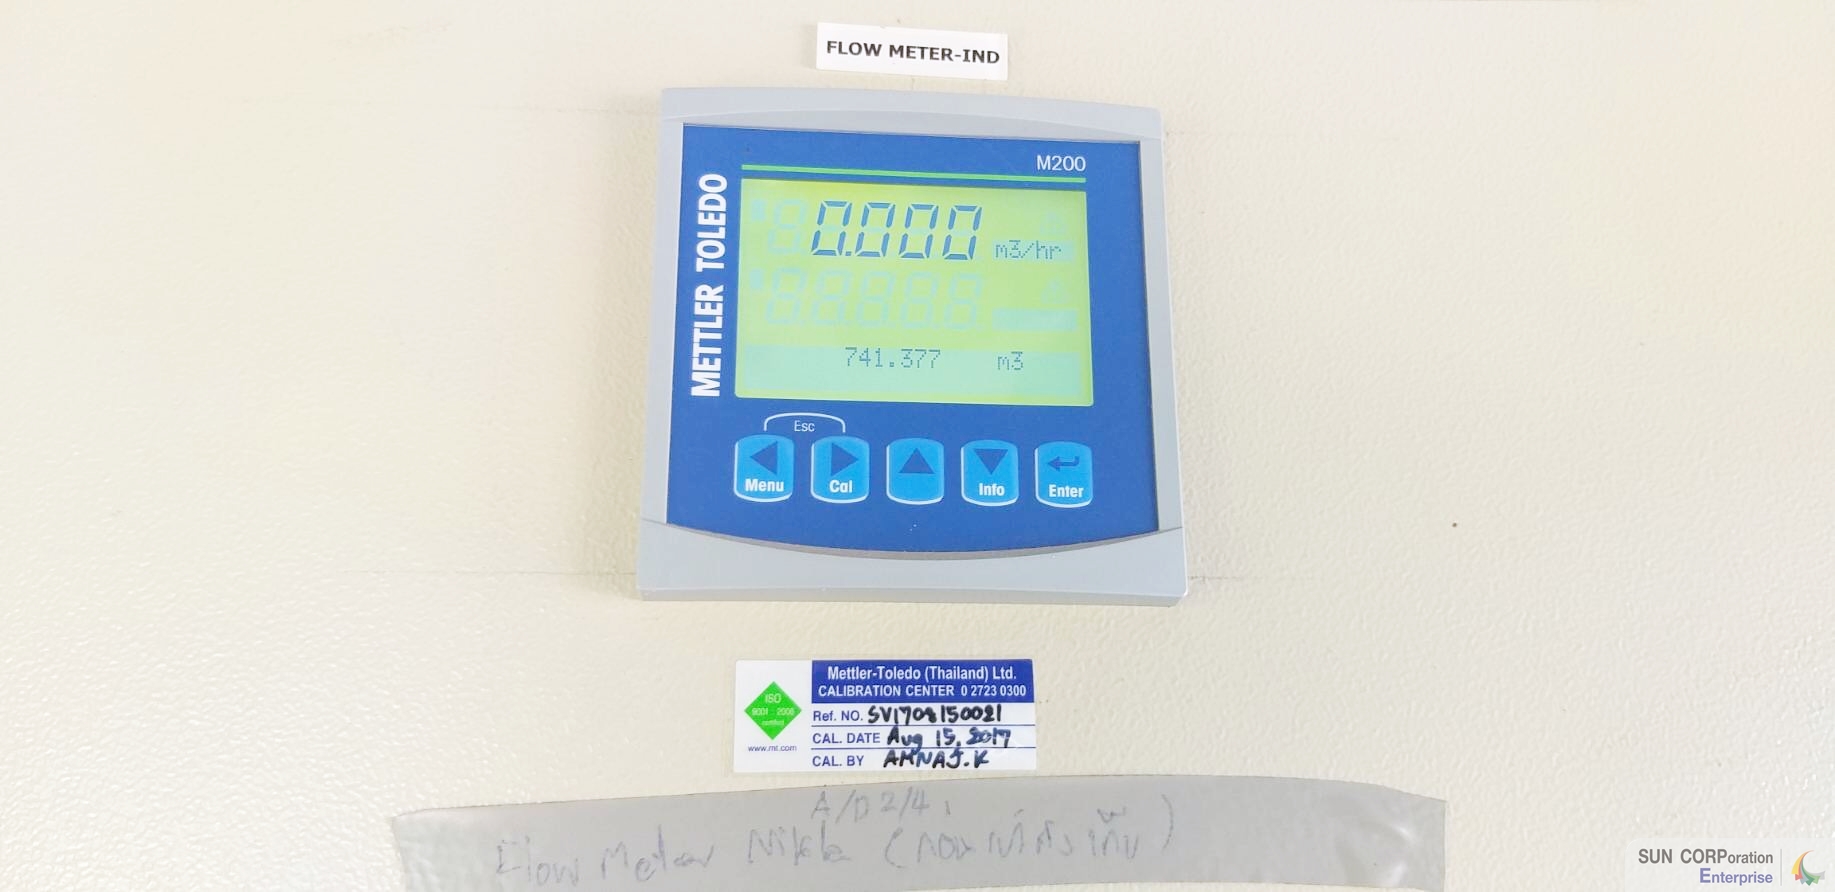 FLOW METER-IND
M200
METTLER TOLEDO
0.000 m3/hr
741.377 m3
Esc
Menu Cal Info Enter
Mettler-Toledo (Thailand) Ltd.
CALIBRATION CENTER 0 2723 0300
ISO
9001 : 2008
certified
www.mt.com
Ref. NO. SV1708150021
CAL. DATE Aug 15, 2017
CAL. BY AMNAJ.K
A/D 2/4
Flow Meter
SUN CORPoration
Enterprise